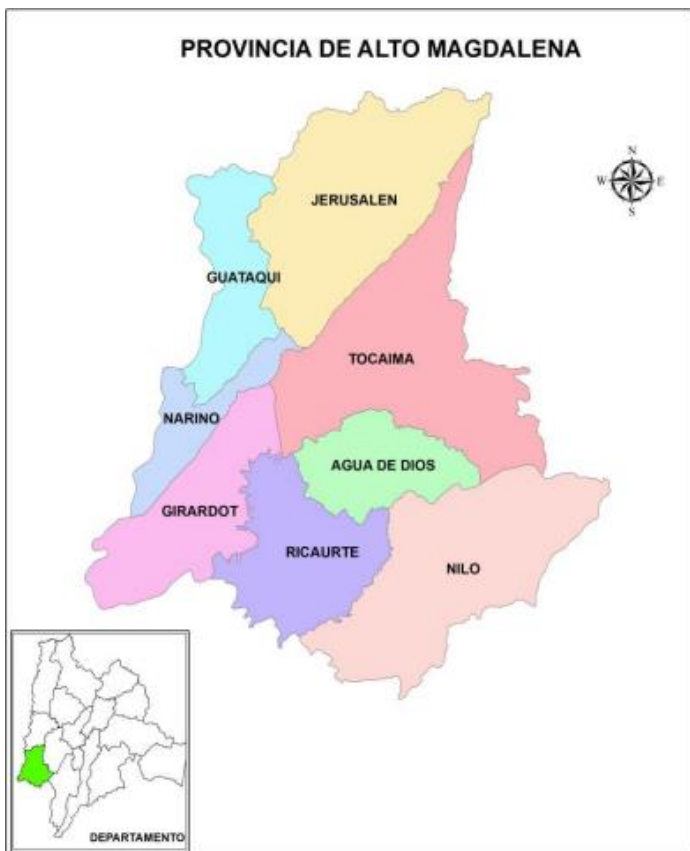 PROVINCIA DE ALTO MAGDALENA
N
W E
S
JERUSALEN
GUATAQUI
TOCAIMA
NARINO
AGUA DE DIOS
GIRARDOT
RICAURTE
NILO
DEPARTAMENTO